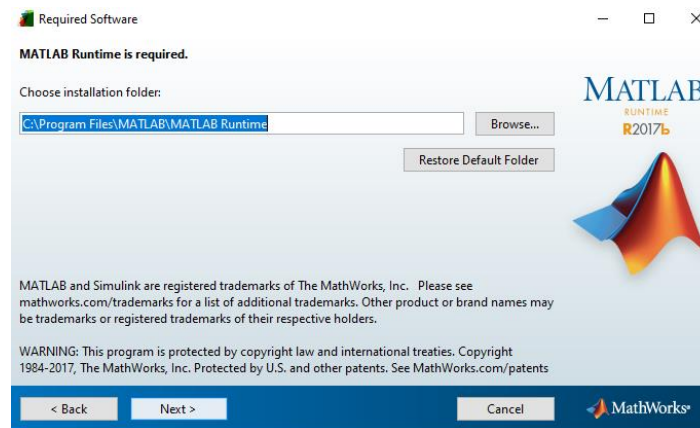 Required Software
MATLAB Runtime is required.
Choose installation folder:
C:\Program Files\MATLAB\MATLAB Runtime
Browse...
Restore Default Folder
MATLAB
RUNTIME
R2017b
MATLAB and Simulink are registered trademarks of The MathWorks, Inc. Please see
mathworks.com/trademarks for a list of additional trademarks. Other product or brand names may
be trademarks or registered trademarks of their respective holders.
WARNING: This program is protected by copyright law and international treaties. Copyright
1984-2017, The MathWorks, Inc. Protected by U.S. and other patents. See MathWorks.com/patents
< Back
Next >
Cancel
MathWorks®